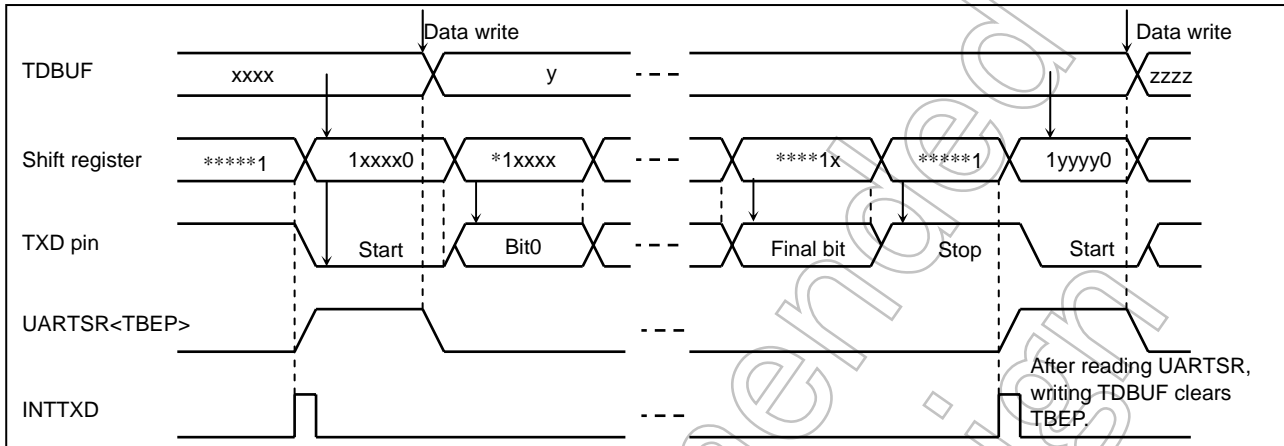 Data write Data write
TDBUF xxxx y zzzz
Shift register *****1 1xxxx0 *1xxxx ****1x *****1 1yyyy0
TXD pin Start Bit0 Final bit Stop Start
UARTSR<TBEP>
After reading UARTSR,
writing TDBUF clears
TBEP.
INTTXD